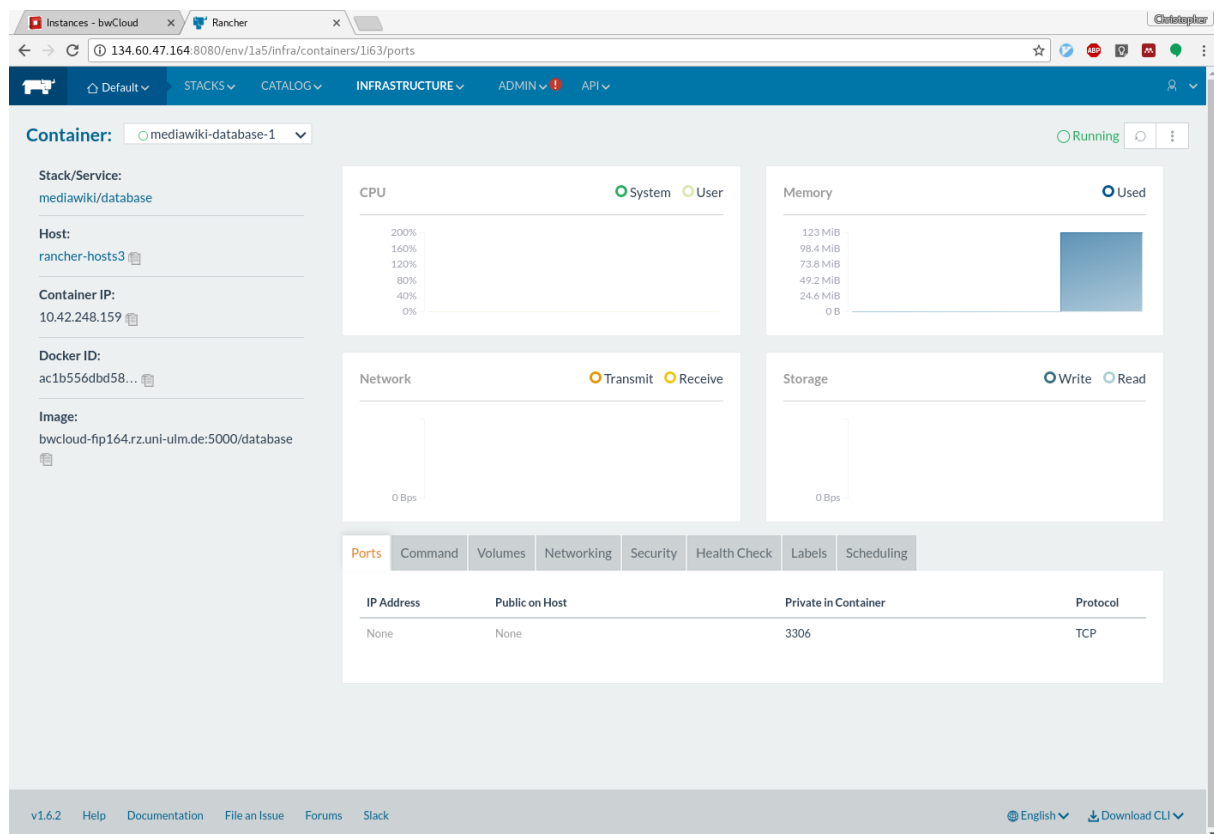 Instances - bwCloud
Rancher
Christopher
134.60.47.164:8080/env/1a5/infra/containers/1i63/ports
ABP
Default
STACKS
CATALOG
INFRASTRUCTURE
ADMIN
!
API
Container:
mediawiki-database-1
Running
Stack/Service:
mediawiki/database
Host:
rancher-hosts3
Container IP:
10.42.248.159
Docker ID:
ac1b556dbd58...
Image:
bwcloud-fip164.rz.uni-ulm.de:5000/database
CPU
System
User
200%
160%
120%
80%
40%
0%
Memory
Used
123 MiB
98.4 MiB
73.8 MiB
49.2 MiB
24.6 MiB
0 B
Network
Transmit
Receive
0 Bps
Storage
Write
Read
0 Bps
Ports
Command
Volumes
Networking
Security
Health Check
Labels
Scheduling
IP Address
Public on Host
Private in Container
Protocol
None
None
3306
TCP
v1.6.2
Help
Documentation
File an Issue
Forums
Slack
English
Download CLI